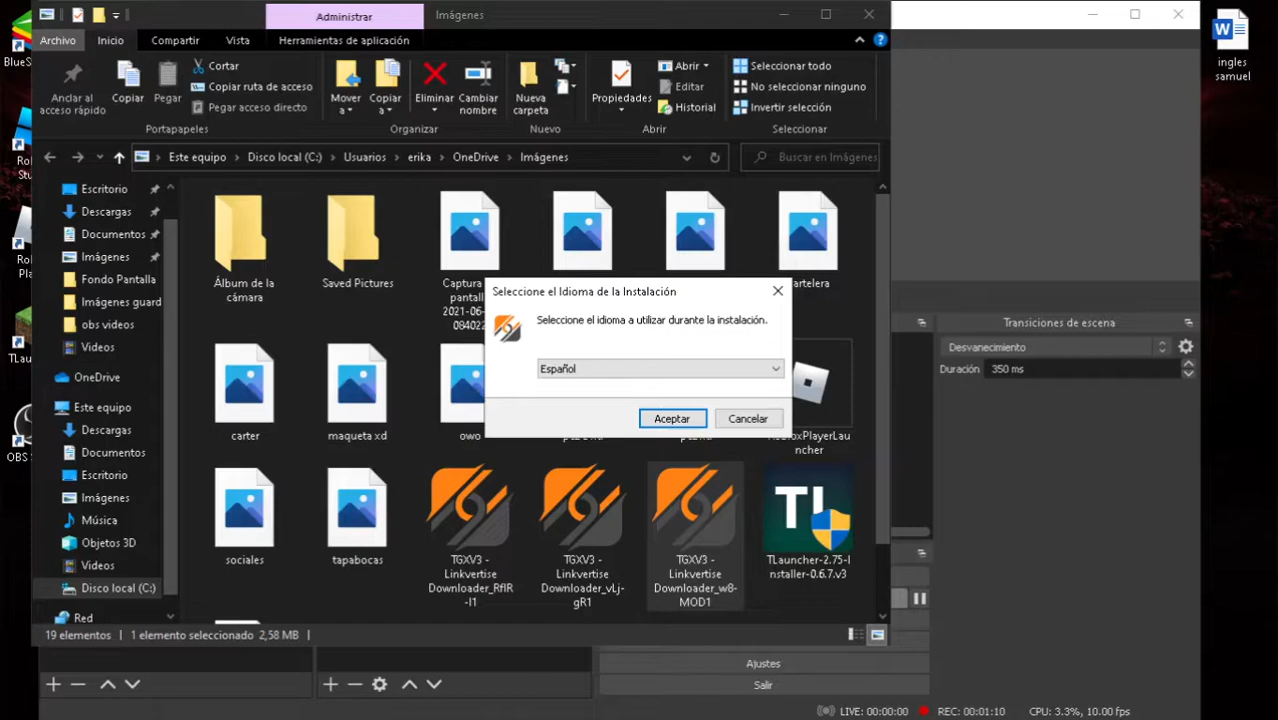 Administrar
Imágenes
Archivo
Inicio
Compartir
Vista
Herramientas de aplicación
Andar al
acceso rápido
Copiar
Pegar
Cortar
Copiar ruta de acceso
Pegar acceso directo
Portapapeles
Mover
a
Copiar
a
Eliminar
Cambiar
nombre
Organizar
Nueva
carpeta
Nuevo
Propiedades
Abrir
Editar
Historial
Abrir
Seleccionar todo
No seleccionar ninguno
Invertir selección
Seleccionar
Este equipo
Disco local (C:)
Usuarios
erika
OneDrive
Imágenes
Buscar en Imágenes
Escritorio
Descargas
Documentos
Imágenes
Fondo Pantalla
Imágenes guard
obs videos
Videos
OneDrive
Este equipo
Descargas
Documentos
Escritorio
Imágenes
Música
Objetos 3D
Videos
Disco local (C:)
Red
Álbum de la
cámara
Saved Pictures
Captura
pantall
2021-06-
084022
artelera
carter
maqueta xd
owo
ncher
sociales
tapabocas
TGXV3 -
Linkvertise
Downloader_RfIR
-I1
TGXV3 -
Linkvertise
Downloader_vLj-
gR1
TGXV3 -
Linkvertise
Downloader_w8-
MOD1
TL
TLauncher-2.75-I
nstaller-0.6.7.v3
Seleccione el Idioma de la Instalación
Seleccione el idioma a utilizar durante la instalación.
Español
Aceptar
Cancelar
19 elementos
1 elemento seleccionado 2,58 MB
Transiciones de escena
Desvanecimiento
Duración
350 ms
Ajustes
Salir
LIVE: 00:00:00
REC: 00:01:10
CPU: 3.3%, 10.00 fps
W
ingles
samuel
BlueS
Stu
TLau
OBS